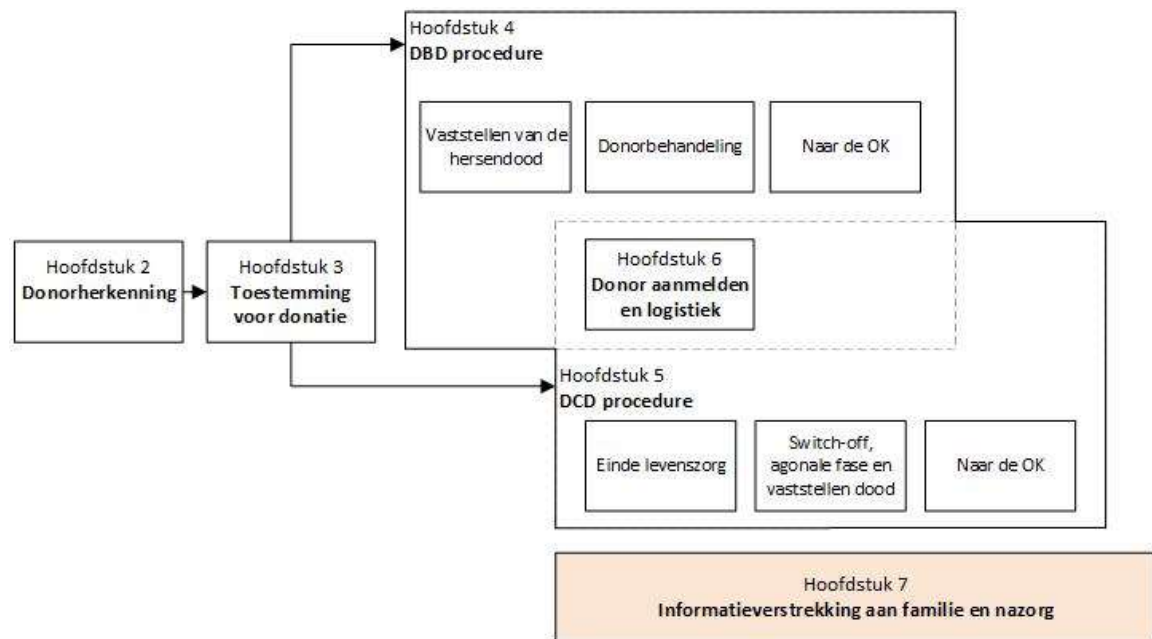 Hoofdstuk 4
DBD procedure
Vaststellen van de
hersendood
Donorbehandeling
Naar de OK
Hoofdstuk 2
Donorherkenning
Hoofdstuk 3
Toestemming
voor donatie
Hoofdstuk 6
Donor aanmelden
en logistiek
Hoofdstuk 5
DCD procedure
Einde levenszorg
Switch-off,
agonale fase en
vaststellen dood
Naar de OK
Hoofdstuk 7
Informatieverstrekking aan familie en nazorg